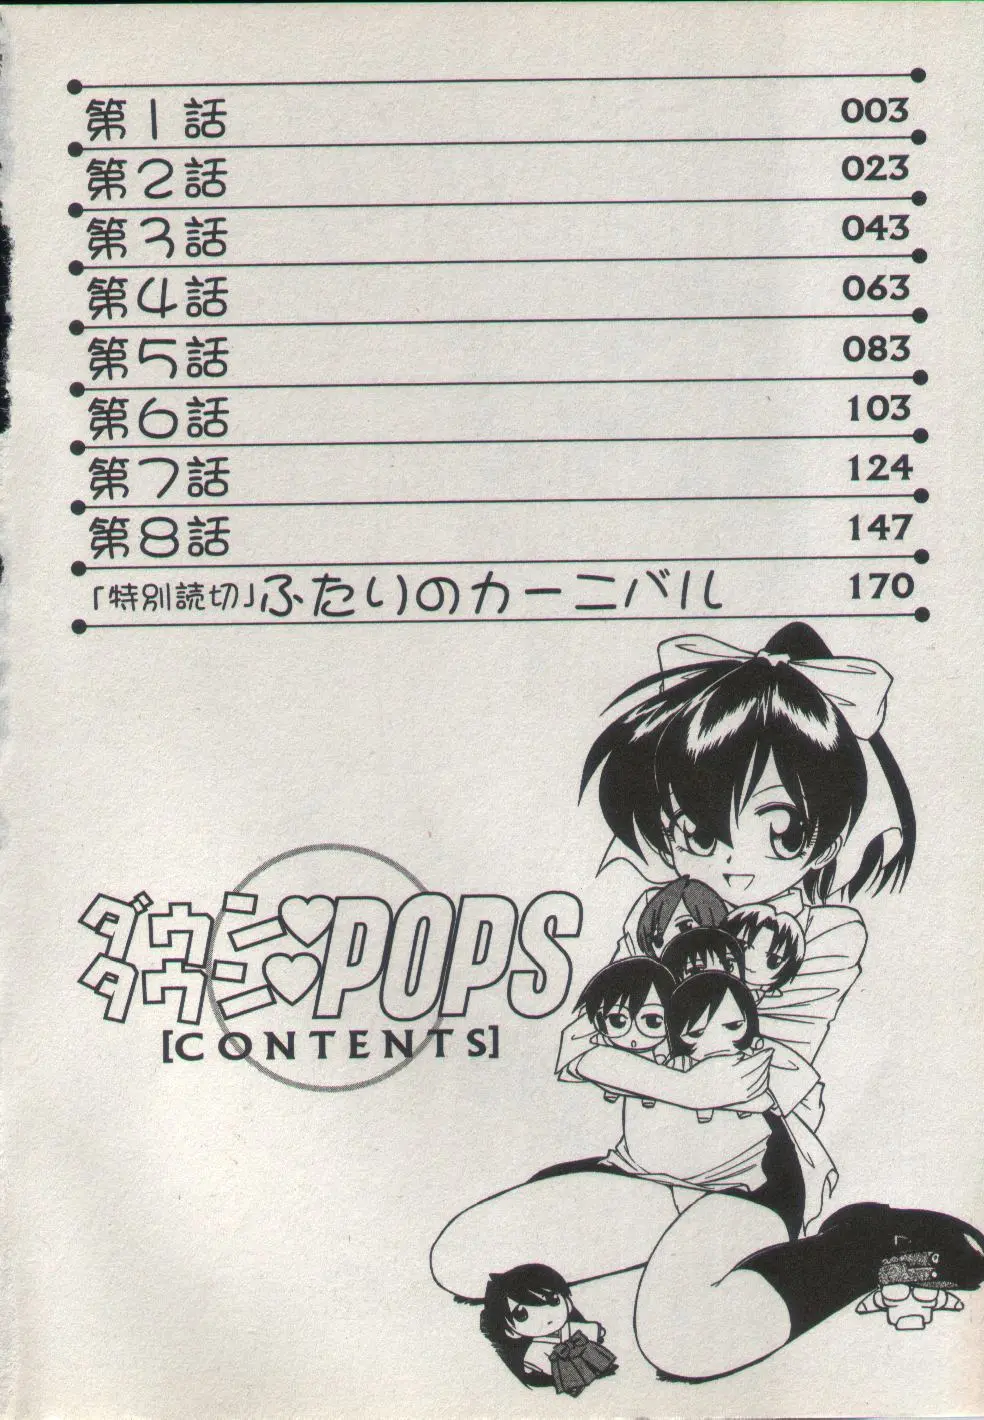 第1話 003
第2話 023
第3話 043
第4話 063
第5話 083
第6話 103
第7話 124
第8話 147
「特別読切」ふたりのカーニバル 170
ダウン♡POPS
タウン♡
[CONTENTS]